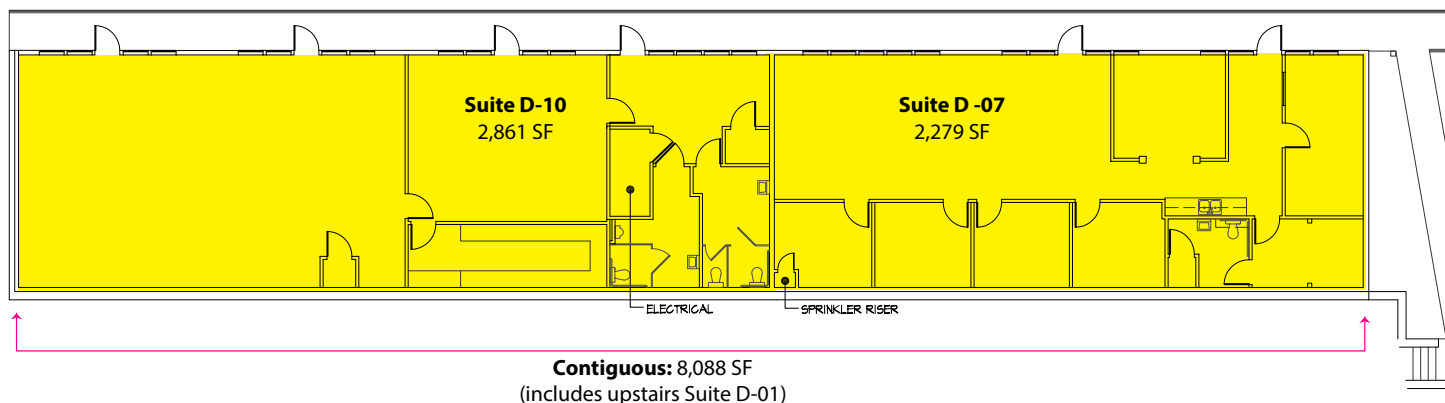 Suite D-10
2,861 SF
Suite D -07
2,279 SF
ELECTRICAL
SPRINKLER RISER
Contiguous: 8,088 SF
(includes upstairs Suite D-01)